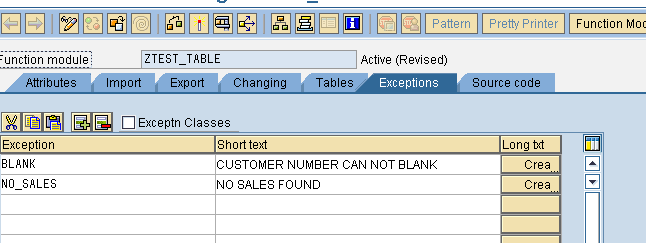 Pattern Pretty Printer Function Mod
Function module ZTEST_TABLE Active (Revised)
Attributes Import Export Changing Tables Exceptions Source code
Exceptn Classes
Exception Short text Long txt
BLANK CUSTOMER NUMBER CAN NOT BLANK Crea..
NO_SALES NO SALES FOUND Crea..